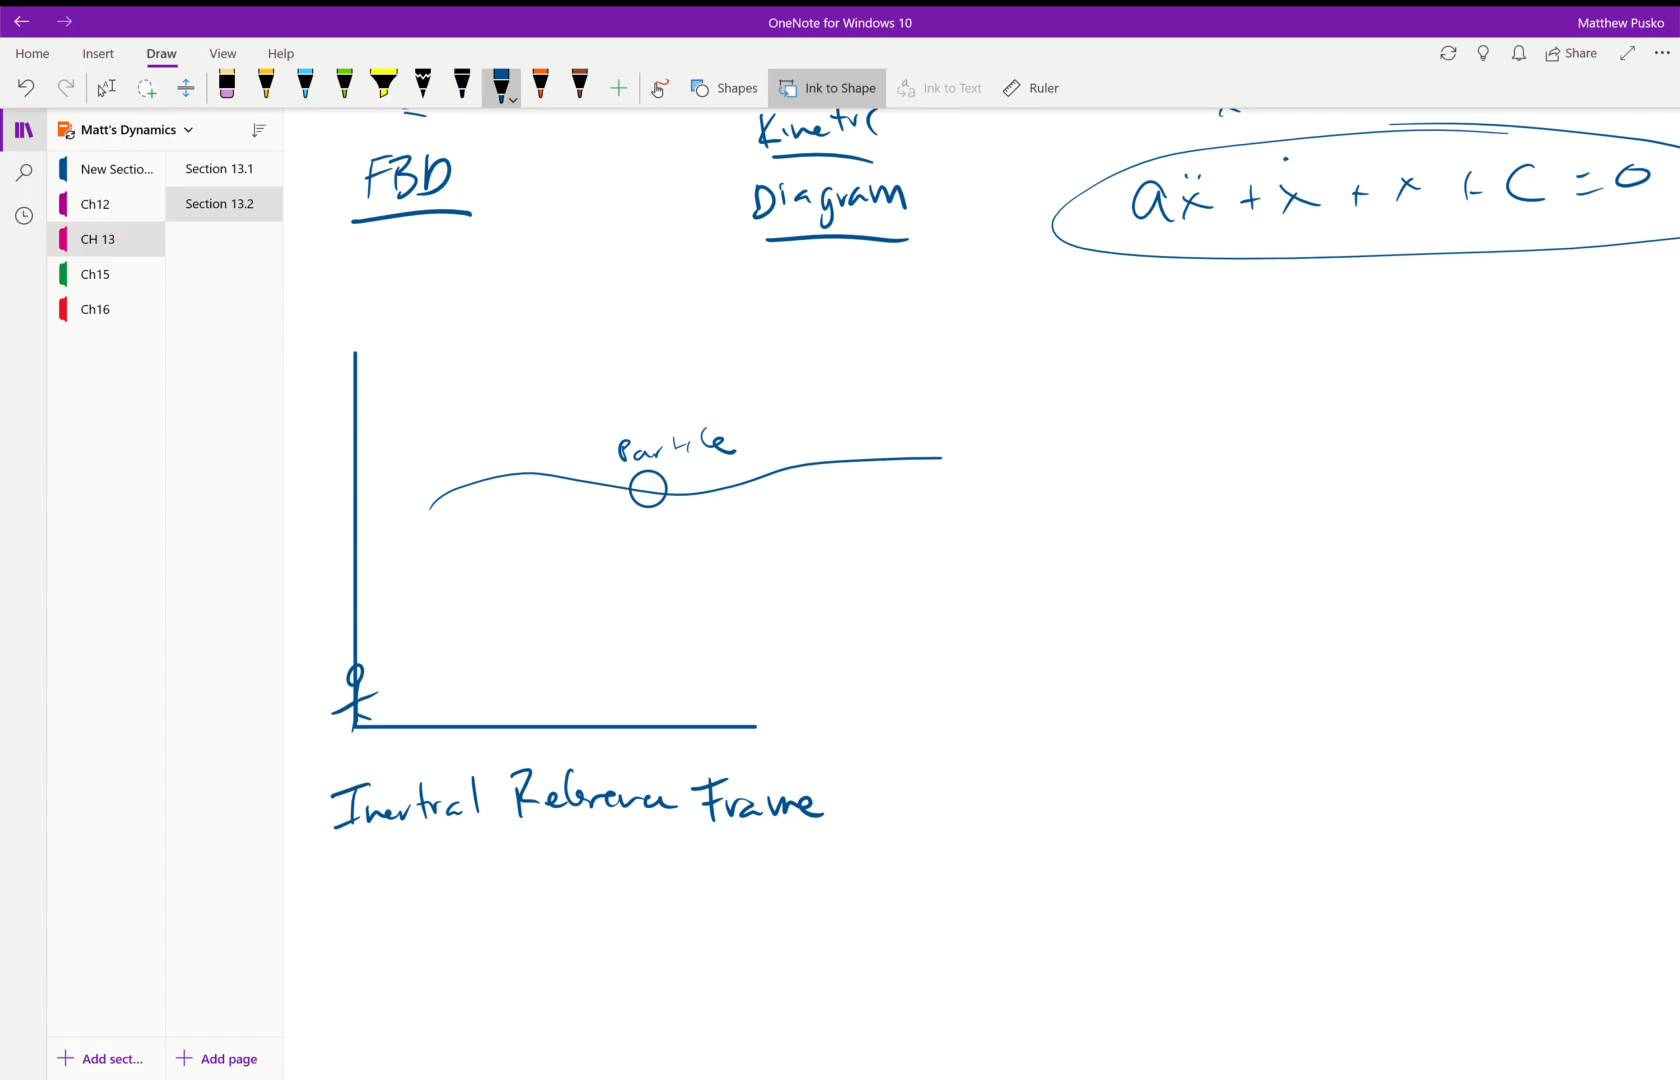 OneNote for Windows 10
Matthew Pusko
Home Insert Draw View Help
Share
Shapes Ink to Shape Ink to Text Ruler
Matt's Dynamics
New Sectio...
Ch12
CH 13
Ch15
Ch16
Section 13.1
Section 13.2
FBD
Kinetic
Diagram
aẍ + ẋ + x + C = 0
Particle
Inertial Reference Frame
Add sect...
Add page